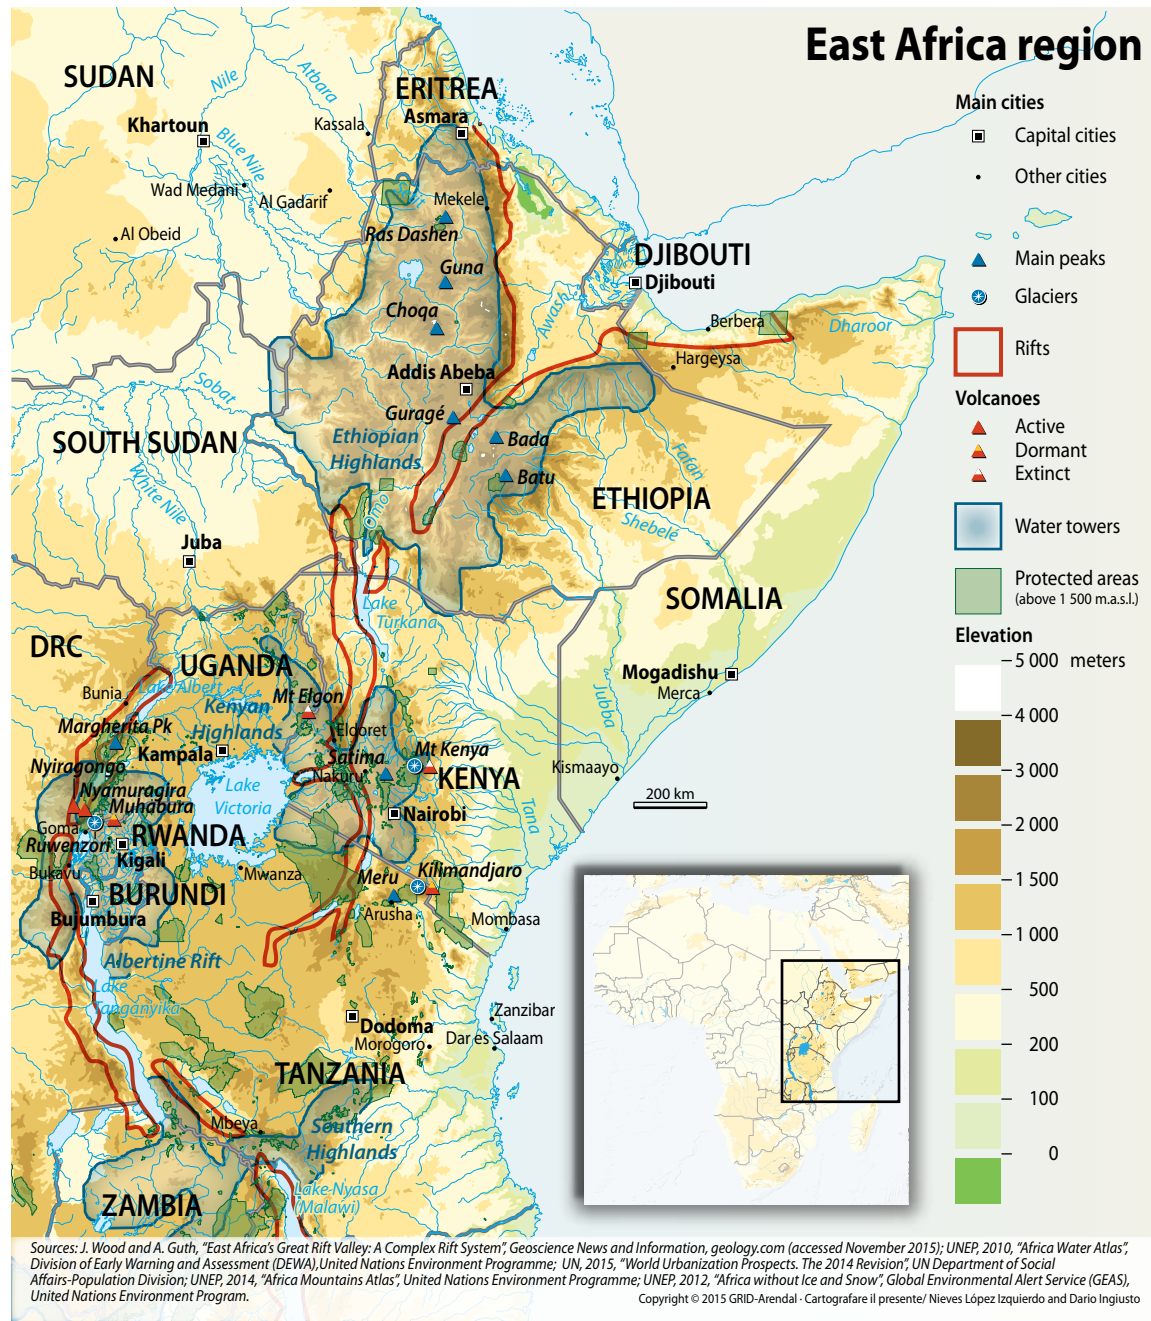 East Africa region
Main cities
Capital cities
Other cities
Main peaks
Glaciers
Rifts
Volcanoes
Active
Dormant
Extinct
Water towers
Protected areas
(above 1 500 m.a.s.l.)
Elevation
5 000 meters
4 000
3 000
2 000
1 500
1 000
500
200
100
0
SUDAN
Nile
Atbara
ERITREA
Asmara
Khartoun
Kassala
Blue Nile
Wad Medani
Al Gadarif
Mekele
Al Obeid
Ras Dashen
DJIBOUTI
Guna
Djibouti
Choqa
Awash
Berbera
Dharoor
Hargeysa
Addis Abeba
Sobat
Guragé
SOUTH SUDAN
Ethiopian
Highlands
Bada
Batu
Fafan
White Nile
Omo
ETHIOPIA
Shebelé
Juba
Lake
Turkana
SOMALIA
DRC
UGANDA
Mogadishu
Bunia
Lake Albert
Mt Elgon
Merca
Kenyan
Highlands
Jubba
Margherita Pk
Eldoret
Kampala
Satima
Mt Kenya
Nyiragongo
Nakuru
KENYA
Kismaayo
Nyamuragira
Lake
Victoria
200 km
Muhabura
Nairobi
Tana
Goma
RWANDA
Ruwenzori
Kigali
Bukavu
Mwanza
Meru
Kilimandjaro
BURUNDI
Bujumbura
Arusha
Mombasa
Albertine Rift
Lake
Tanganyika
Zanzibar
Dodoma
Morogoro
Dar es Salaam
TANZANIA
Mbeya
Southern
Highlands
Lake Nyasa
(Malawi)
ZAMBIA
Sources: J. Wood and A. Guth, “East Africa’s Great Rift Valley: A Complex Rift System”, Geoscience News and Information, geology.com (accessed November 2015); UNEP, 2010, “Africa Water Atlas”,
Division of Early Warning and Assessment (DEWA),United Nations Environment Programme; UN, 2015, “World Urbanization Prospects. The 2014 Revision”, UN Department of Social
Affairs-Population Division; UNEP, 2014, “Africa Mountains Atlas”, United Nations Environment Programme; UNEP, 2012, “Africa without Ice and Snow”, Global Environmental Alert Service (GEAS),
United Nations Environment Program.
Copyright © 2015 GRID-Arendal · Cartografare il presente/ Nieves López Izquierdo and Dario Ingiusto